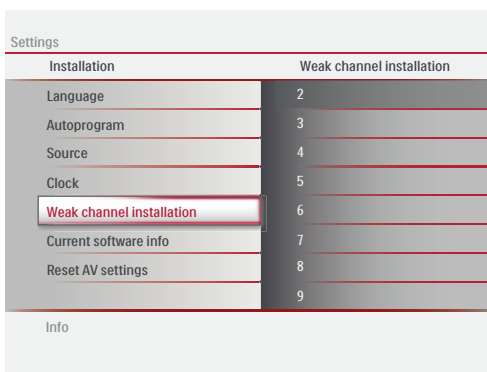 Settings
Installation Weak channel installation
Language 2
Autoprogram 3
Source 4
Clock 5
Weak channel installation 6
Current software info 7
Reset AV settings 8
9
Info